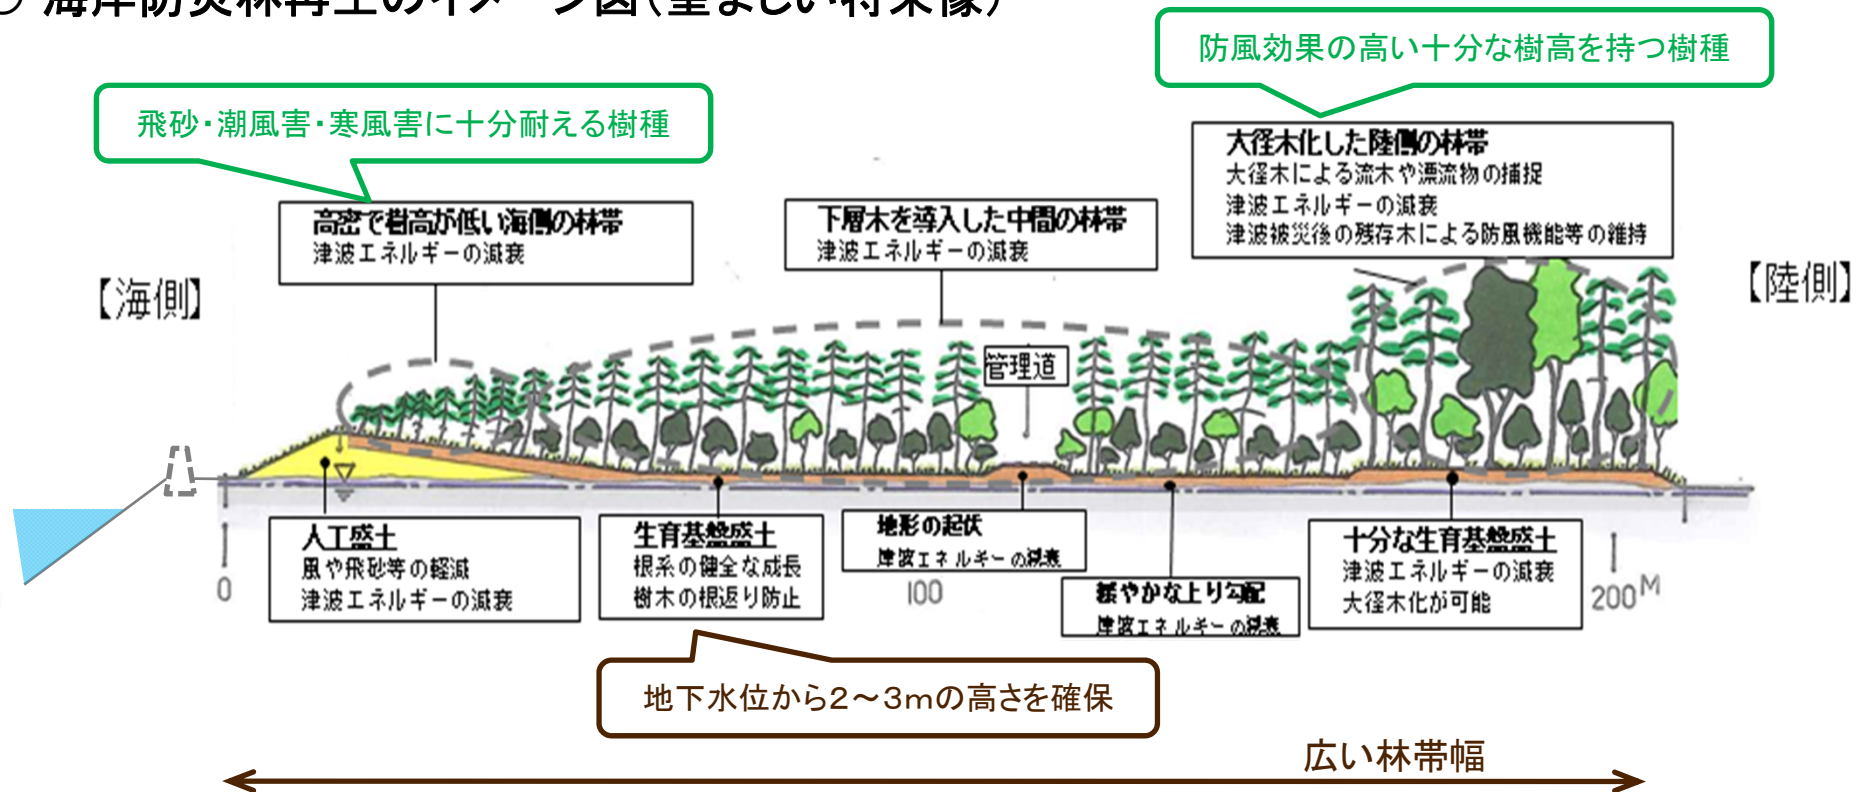 ○ 海岸防災林再生のイメージ図(望ましい将来像)
防風効果の高い十分な樹高を持つ樹種
飛砂・潮風害・寒風害に十分耐える樹種
大径木化した陸側の林帯
大径木による流木や漂流物の捕捉
津波エネルギーの減衰
津波被災後の残存木による防風機能等の維持
高密で樹高が低い海側の林帯
津波エネルギーの減衰
下層木を導入した中間の林帯
津波エネルギーの減衰
【海側】
【陸側】
管理道
人工盛土
風や飛砂等の軽減
津波エネルギーの減衰
生育基盤盛土
根系の健全な成長
樹木の根返り防止
地形の起伏
津波エネルギーの減衰
緩やかな上り勾配
津波エネルギーの減衰
十分な生育基盤盛土
津波エネルギーの減衰
大径木化が可能
0
100
200M
地下水位から2~3mの高さを確保
広い林帯幅